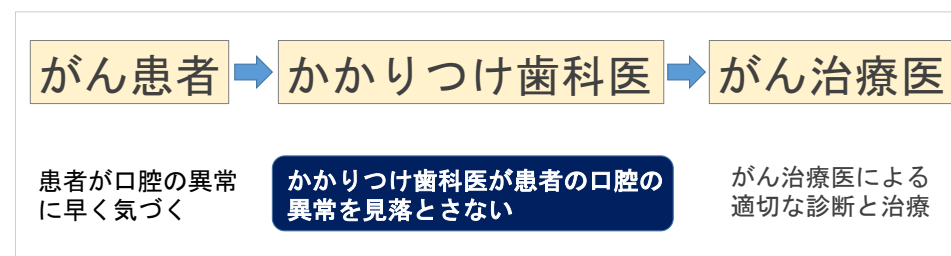 がん患者
かかりつけ歯科医
がん治療医
患者が口腔の異常
に早く気づく
かかりつけ歯科医が患者の口腔の
異常を見落とさない
がん治療医による
適切な診断と治療